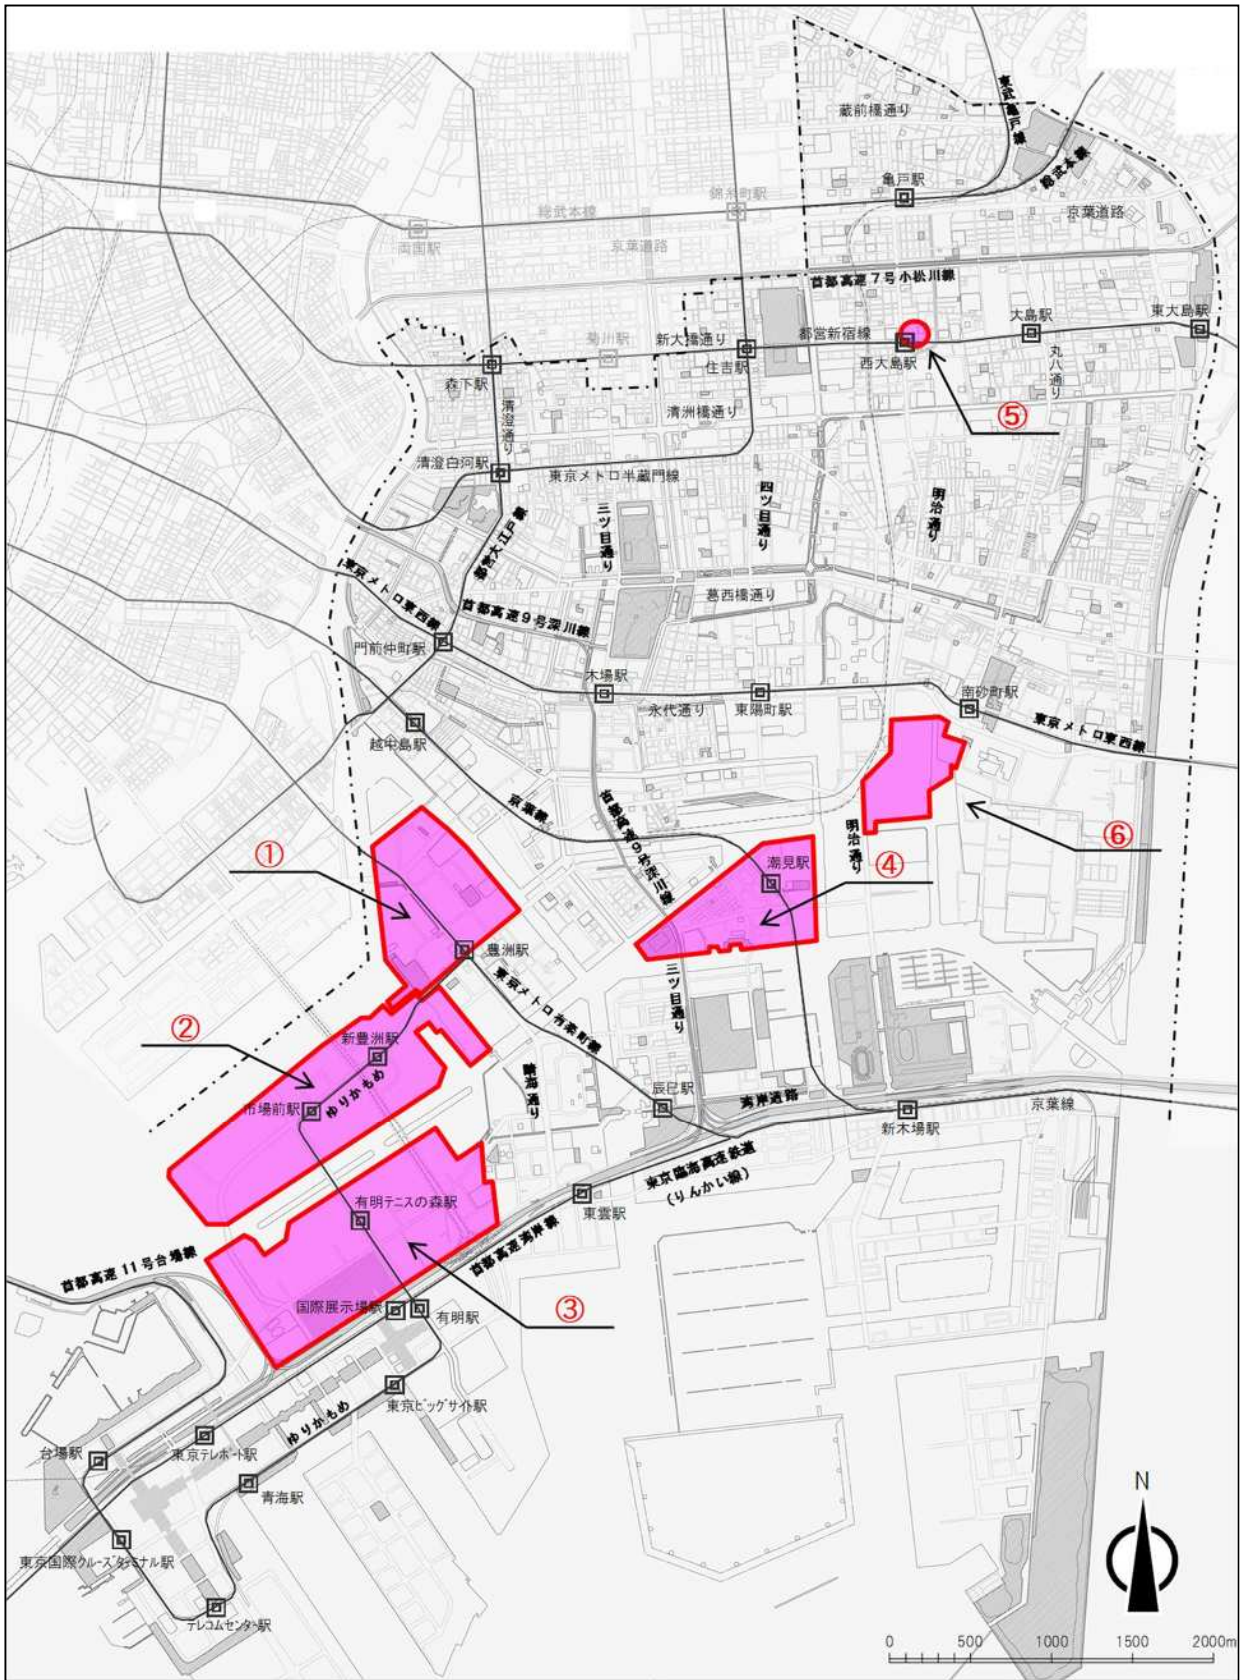 蔵前橋通り
東武亀戸線
総武本線
亀戸駅
錦糸町駅
総武本線
京葉道路
両国駅
京葉道路
首都高速7号小松川線
東大島駅
大島駅
都営新宿線
新大橋通り
菊川駅
住吉駅
西大島駅
森下駅
丸八通り
清澄通り
清洲橋通り
⑤
清澄白河駅
東京メトロ半蔵門線
四ツ目通り
明治通り
三ツ目通り
都営大江戸線
東京メトロ東西線
首都高速9号深川線
葛西橋通り
門前仲町駅
木場駅
永代通り
東陽町駅
南砂町駅
東京メトロ東西線
越中島駅
京葉線
首都高速9号深川線
明治通り
⑥
①
④
潮見駅
豊洲駅
東京メトロ有楽町線
三ツ目通り
②
新豊洲駅
ゆりかもめ
市場前駅
晴海通り
辰巳駅
湾岸道路
京葉線
新木場駅
東京臨海高速鉄道
(りんかい線)
有明テニスの森駅
東雲駅
首都高速11号台場線
首都高速湾岸線
③
国際展示場駅
有明駅
東京ビッグサイト駅
ゆりかもめ
台場駅
東京テレポート駅
青海駅
東京国際クルーズターミナル駅
テレコムセンター駅
N
0 500 1000 1500 2000m